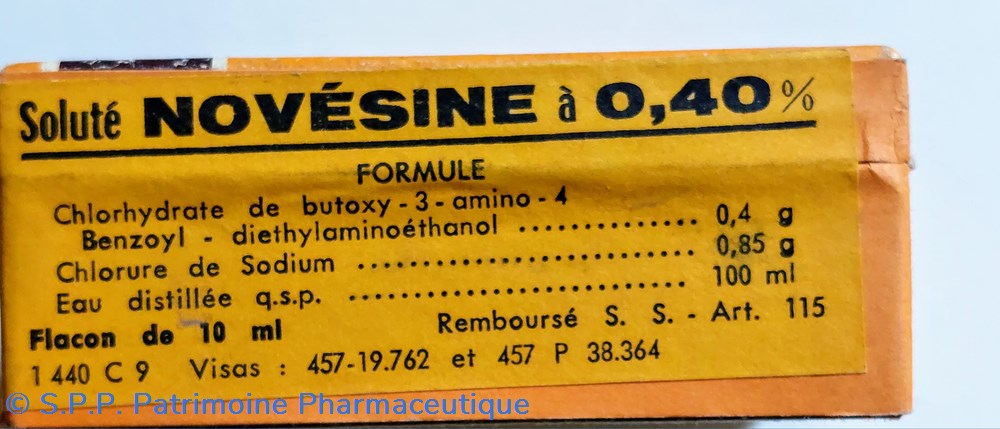 Soluté NOVÉSINE à 0,40 %
FORMULE
Chlorhydrate de butoxy - 3 - amino - 4
Benzoyl - diethylaminoéthanol .............. 0,4 g
Chlorure de Sodium ........................... 0,85 g
Eau distillée q.s.p. ........................... 100 ml
Flacon de 10 ml Remboursé S. S. - Art. 115
1 440 C 9 Visas : 457-19.762 et 457 P 38.364
© S.P.P. Patrimoine Pharmaceutique